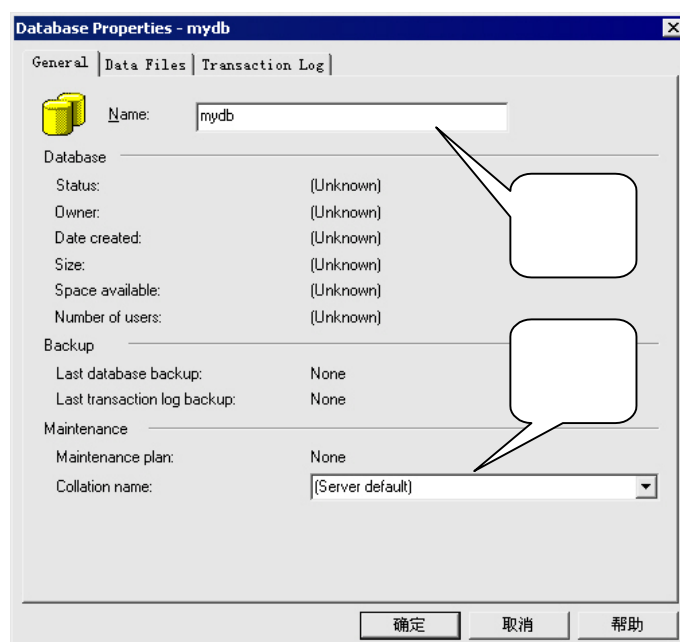 Database Properties - mydb
General Data Files Transaction Log
Name: mydb
Database
Status: (Unknown)
Owner: (Unknown)
Date created: (Unknown)
Size: (Unknown)
Space available: (Unknown)
Number of users: (Unknown)
Backup
Last database backup: None
Last transaction log backup: None
Maintenance
Maintenance plan: None
Collation name: (Server default)
确定 取消 帮助